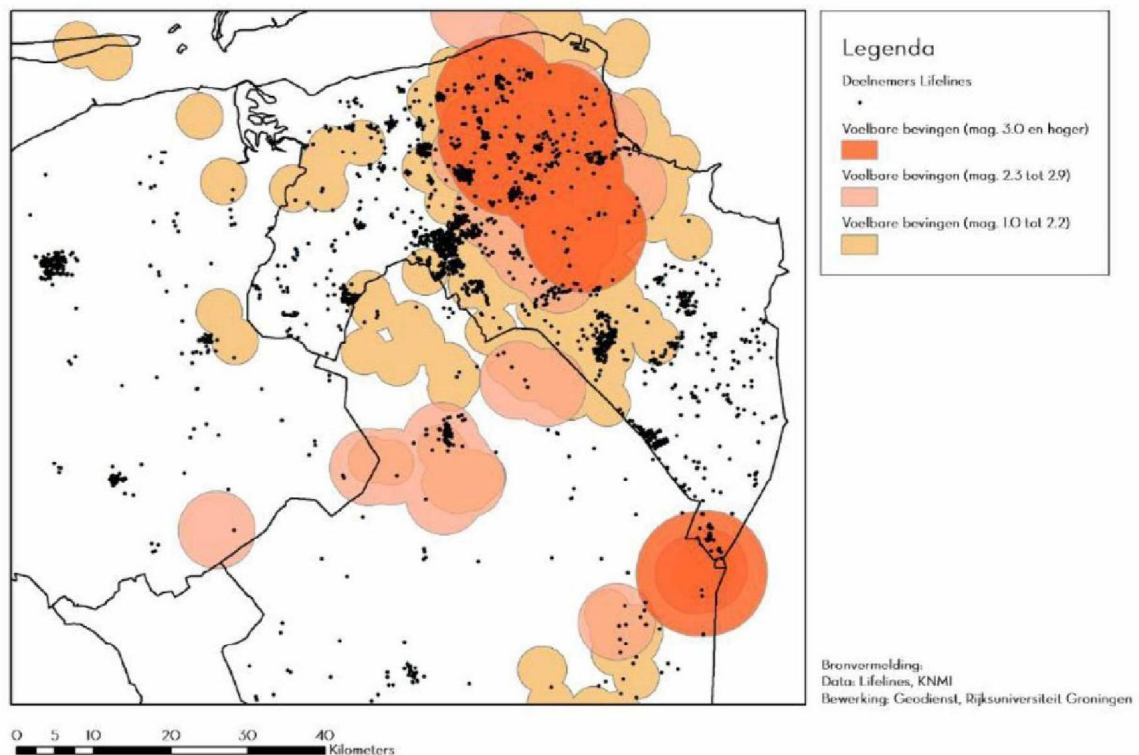 Legenda
Deelnemers Lifelines
Voelbare bevingen (mag. 3.0 en hoger)
Voelbare bevingen (mag. 2.3 tot 2.9)
Voelbare bevingen (mag. 1.0 tot 2.2)
Bronvermelding:
Data: Lifelines, KNMI
Bewerking: Geodienst, Rijksuniversiteit Groningen
0 5 10 20 30 40
Kilometers